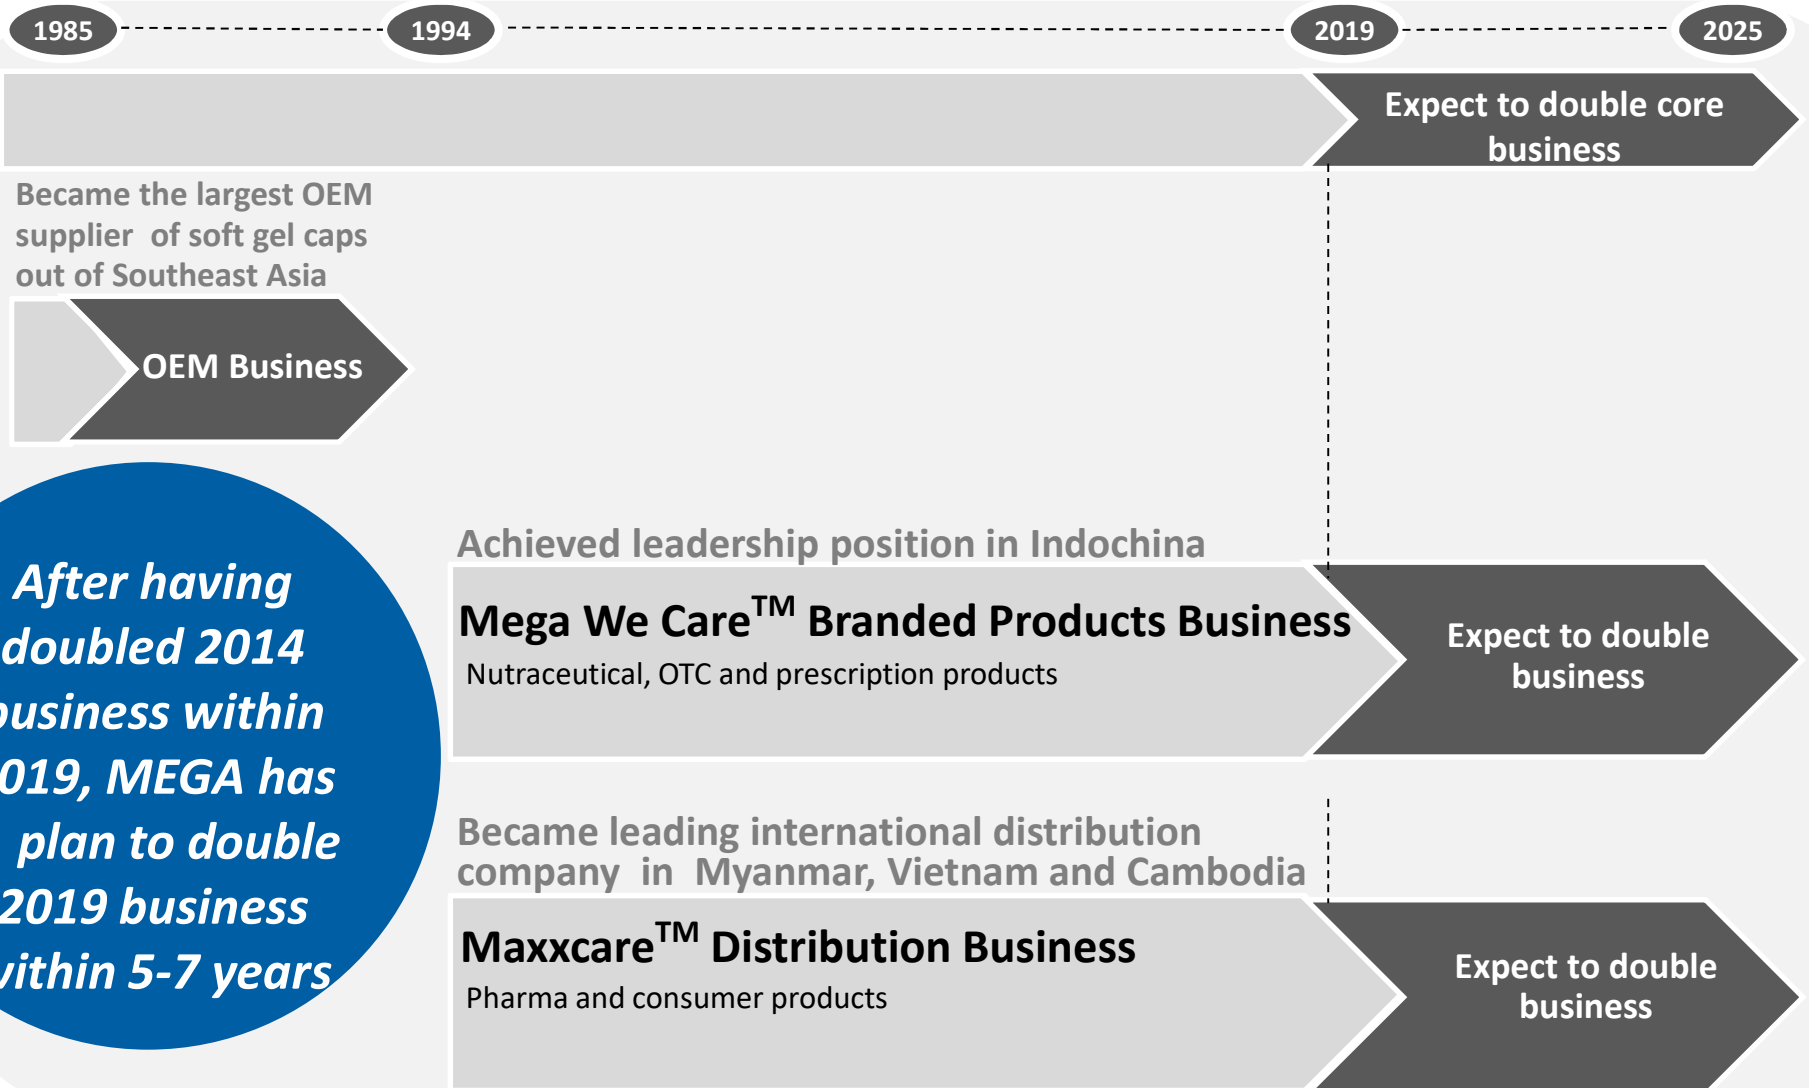 1985 1994 2019 2025
Expect to double core
business
Became the largest OEM
supplier of soft gel caps
out of Southeast Asia
OEM Business
After having
doubled 2014
business within
2019, MEGA has
plan to double
2019 business
within 5-7 years
Achieved leadership position in Indochina
Mega We Care™ Branded Products Business
Nutraceutical, OTC and prescription products
Expect to double
business
Became leading international distribution
company in Myanmar, Vietnam and Cambodia
Maxxcare™ Distribution Business
Pharma and consumer products
Expect to double
business